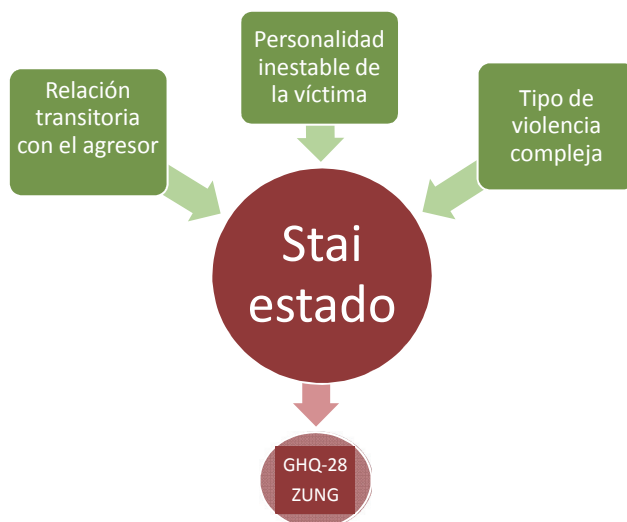 Relación
transitoria
con el agresor
Personalidad
inestable de
la víctima
Tipo de
violencia
compleja
Stai
estado
GHQ-28
ZUNG